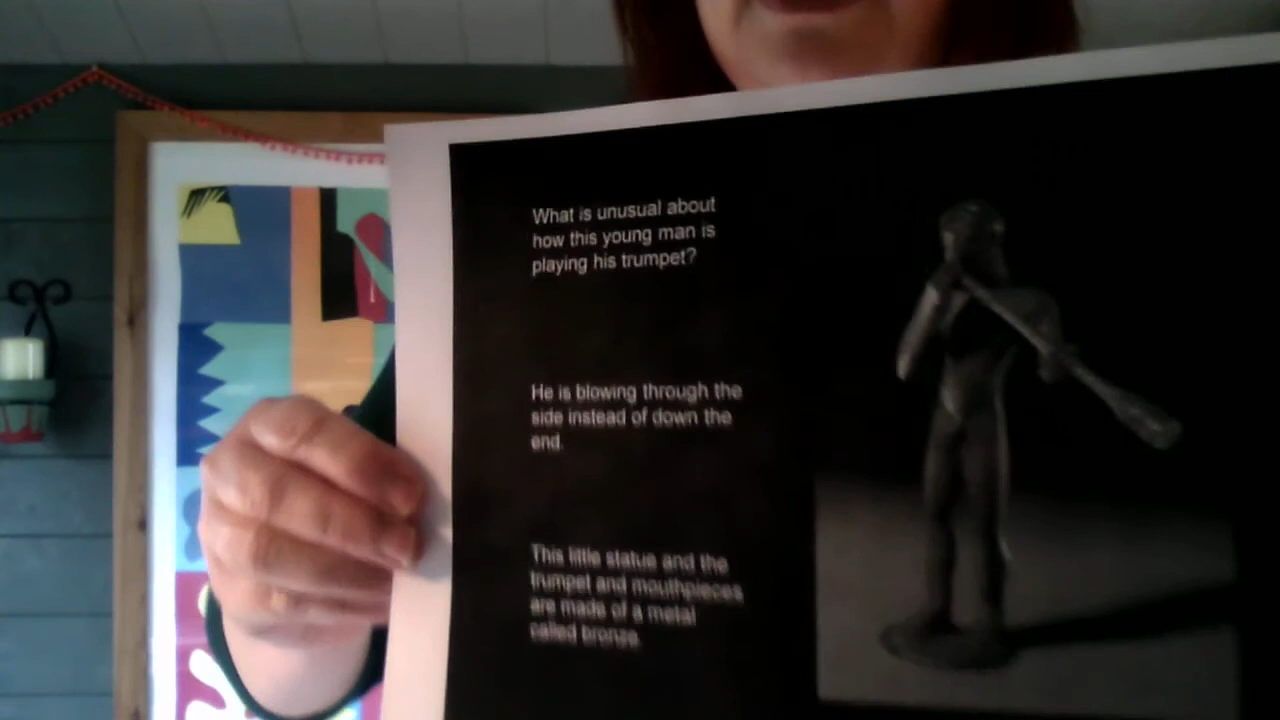 What is unusual about
how this young man is
playing his trumpet?
He is blowing through the
side instead of down the
end.
This little statue and the
trumpet and mouthpieces
are made of a metal
called bronze.